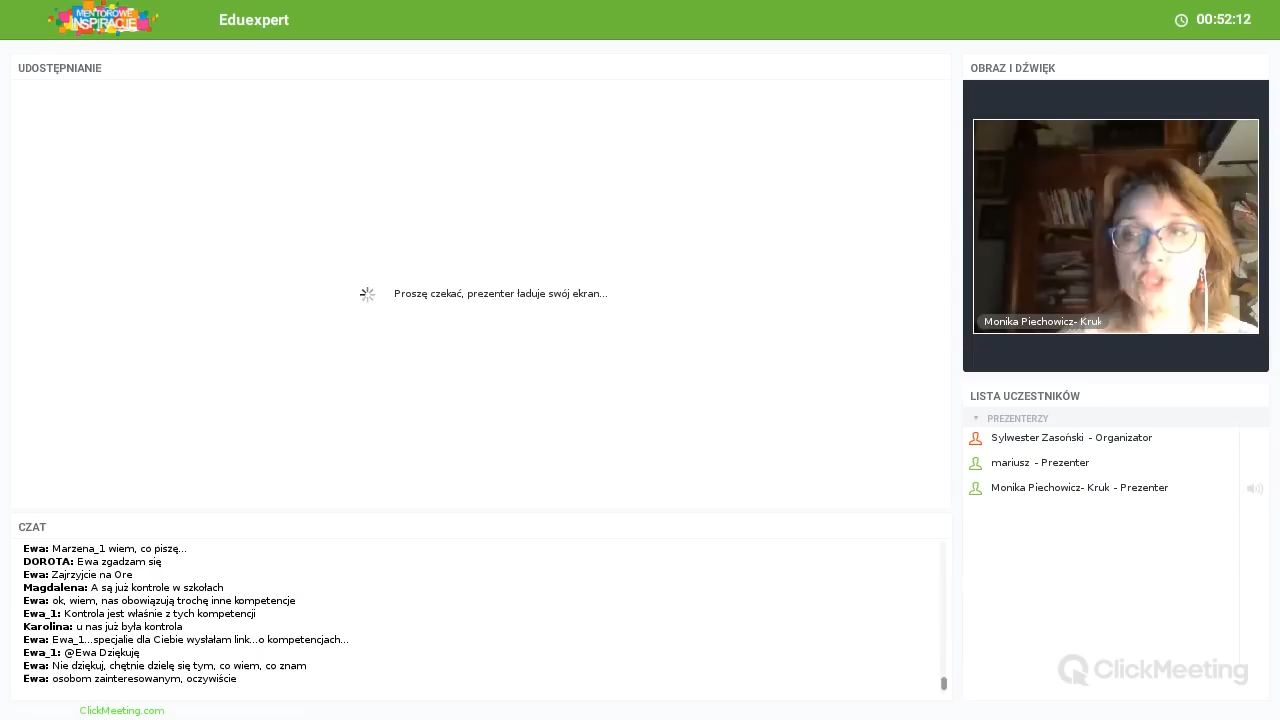 MENTOROWE
INSPIRACJE
Eduexpert
00:52:12
UDOSTĘPNIANIE
OBRAZ I DŹWIĘK
Proszę czekać, prezenter ładuje swój ekran...
Monika Piechowicz- Kruk
LISTA UCZESTNIKÓW
PREZENTERZY
Sylwester Zasoński - Organizator
mariusz - Prezenter
Monika Piechowicz- Kruk - Prezenter
CZAT
Ewa: Marzena_1 wiem, co piszę...
DOROTA: Ewa zgadzam się
Ewa: Zajrzyjcie na Ore
Magdalena: A są już kontrole w szkołach
Ewa: ok, wiem, nas obowiązują trochę inne kompetencje
Ewa_1: Kontrola jest właśnie z tych kompetencji
Karolina: u nas już była kontrola
Ewa: Ewa_1...specjalie dla Ciebie wysłałam link...o kompetencjach...
Ewa_1: @Ewa Dziękuję
Ewa: Nie dziękuj, chętnie dzielę się tym, co wiem, co znam
Ewa: osobom zainteresowanym, oczywiście
ClickMeeting
ClickMeeting.com